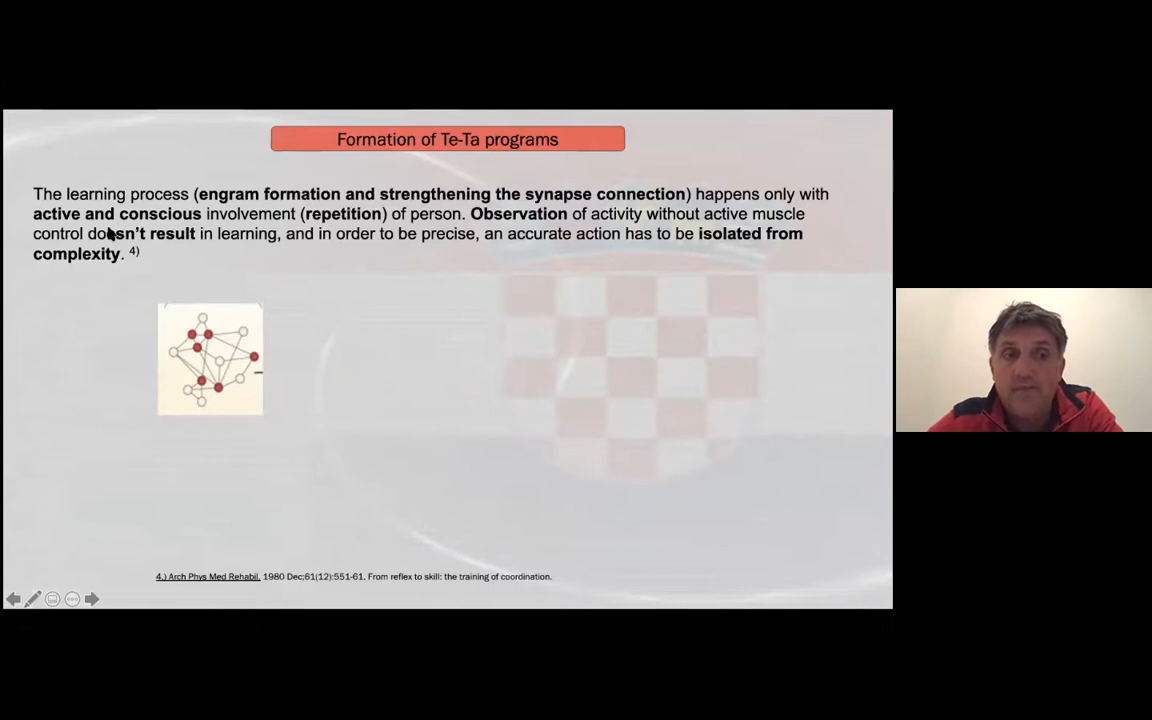 Formation of Te-Ta programs
The learning process (engram formation and strengthening the synapse connection) happens only with
active and conscious involvement (repetition) of person. Observation of activity without active muscle
control doesn't result in learning, and in order to be precise, an accurate action has to be isolated from
complexity. 4)
4.) Arch Phys Med Rehabil. 1980 Dec;61(12):551-61. From reflex to skill: the training of coordination.